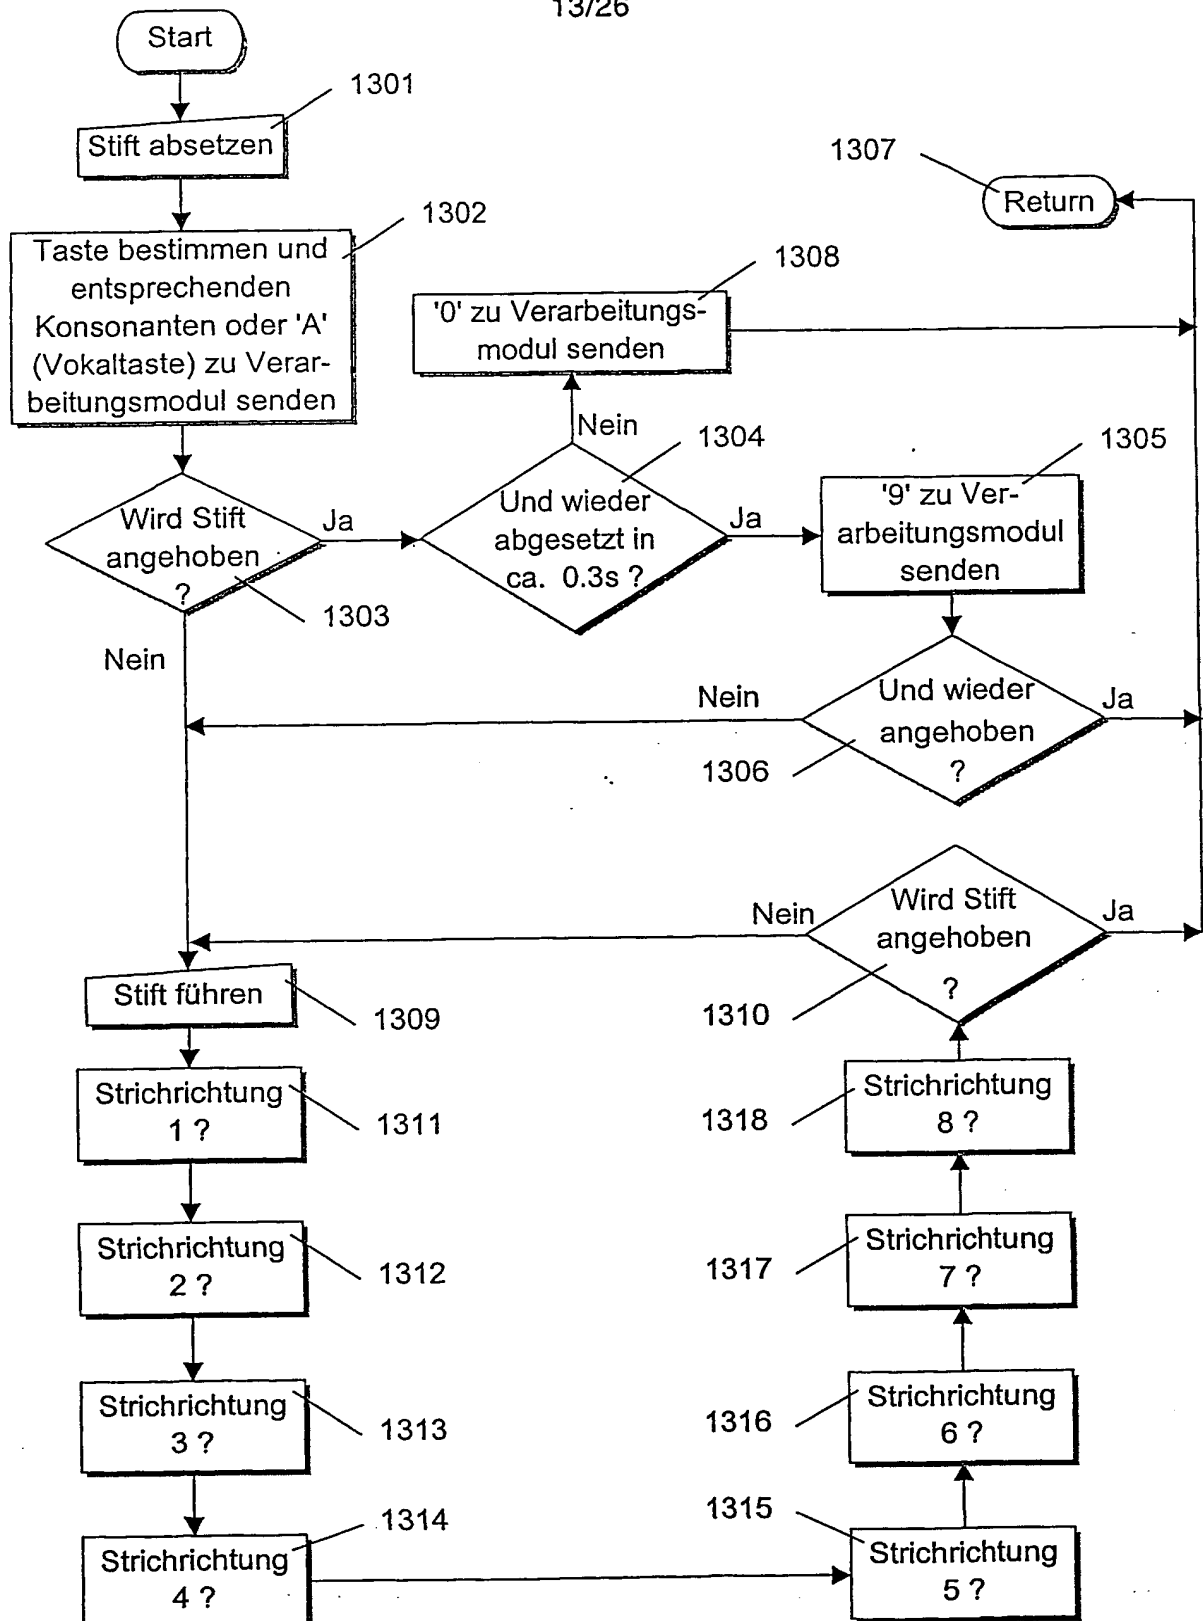 13/26
Start
1301
Stift absetzen
1302
Taste bestimmen und
entsprechenden
Konsonanten oder 'A'
(Vokaltaste) zu Verar-
beitungsmodul senden
1307
Return
1308
'0' zu Verarbeitungs-
modul senden
Nein
1304
Und wieder
abgesetzt in
ca. 0.3s ?
Ja
1305
'9' zu Ver-
arbeitungsmodul
senden
Wird Stift
angehoben
?
Ja
1303
Nein
Nein
Und wieder
angehoben
?
Ja
1306
Nein
Wird Stift
angehoben
?
Ja
1310
Stift führen
1309
Strichrichtung
1 ?
1311
Strichrichtung
2 ?
1312
Strichrichtung
3 ?
1313
Strichrichtung
4 ?
1314
1315
Strichrichtung
5 ?
1316
Strichrichtung
6 ?
1317
Strichrichtung
7 ?
1318
Strichrichtung
8 ?